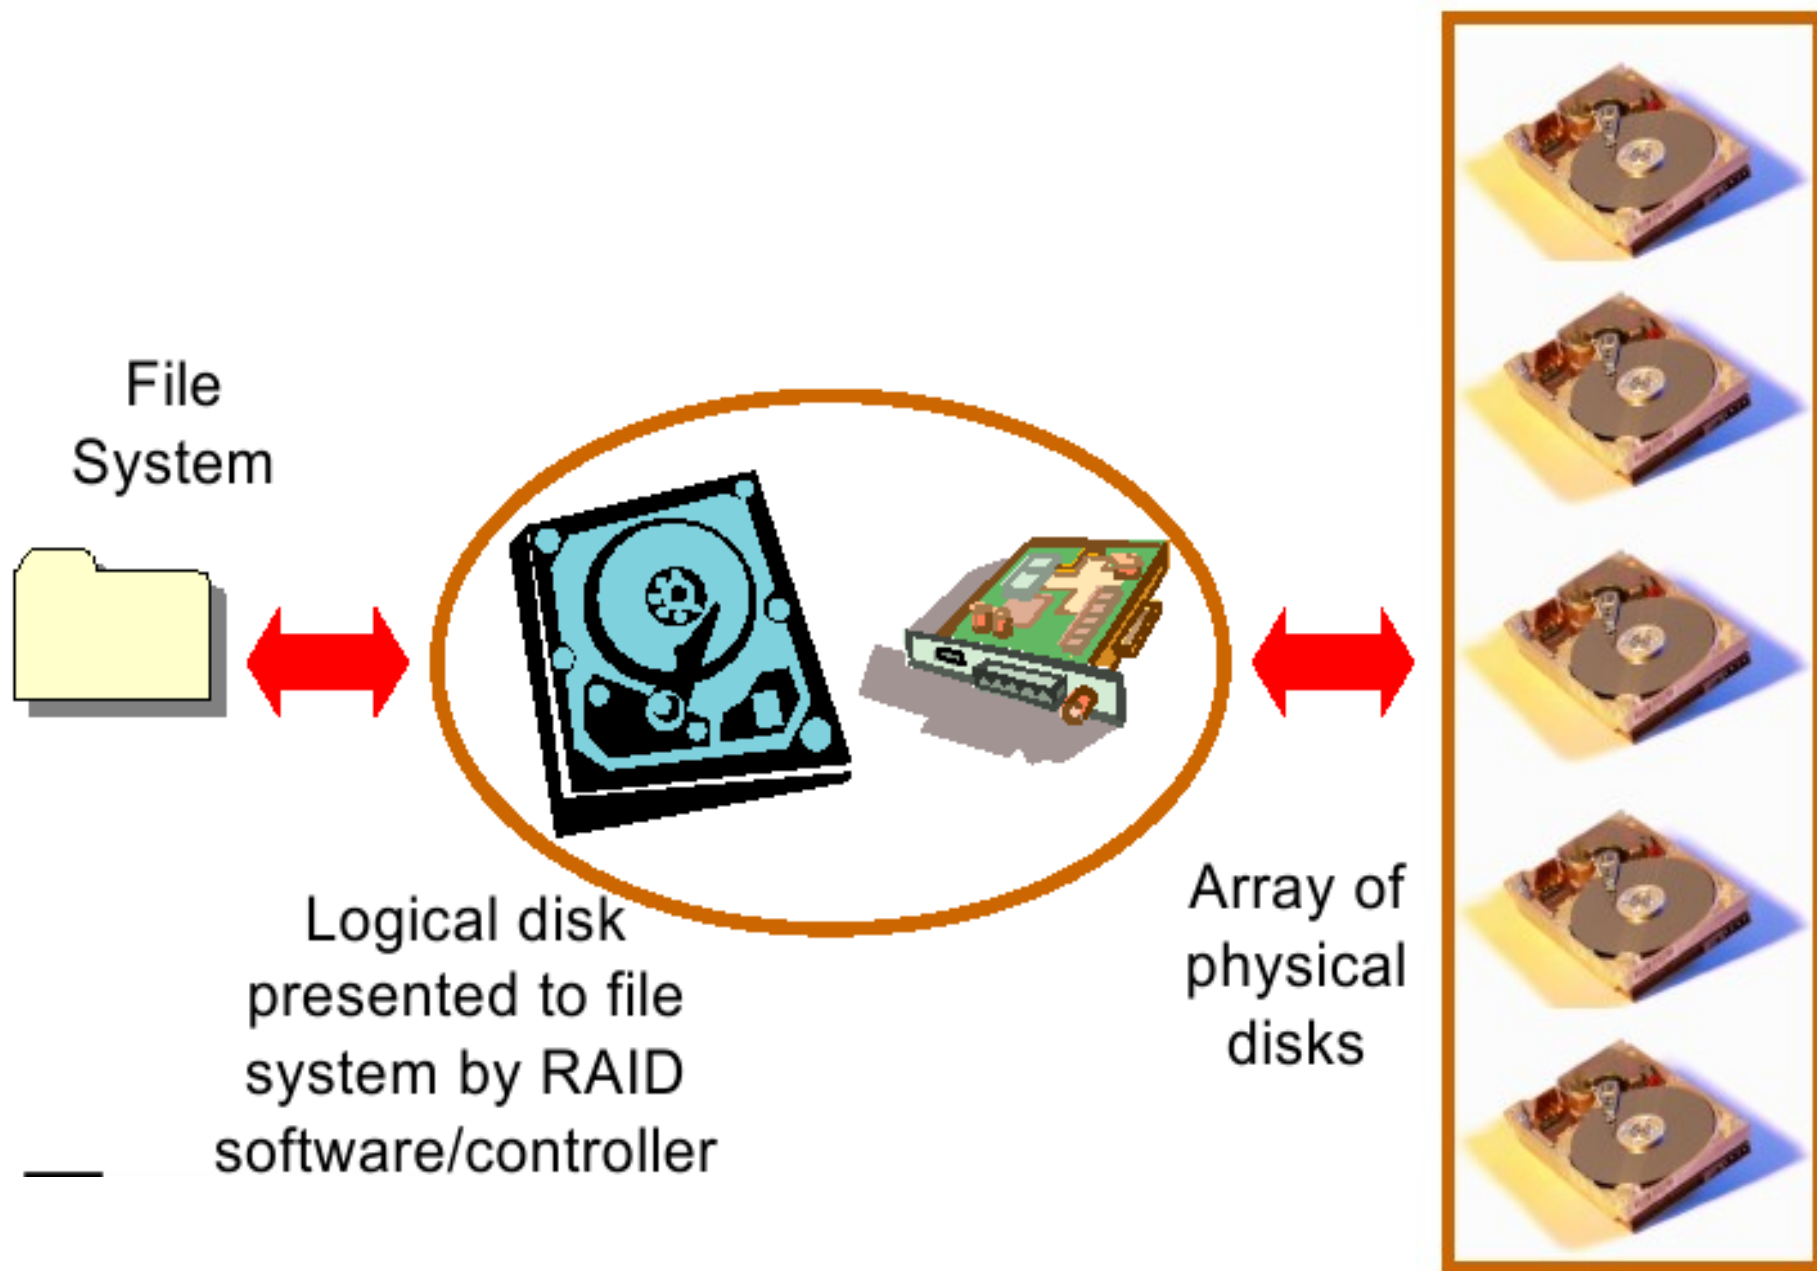 File
System
Logical disk
presented to file
system by RAID
software/controller
Array of
physical
disks